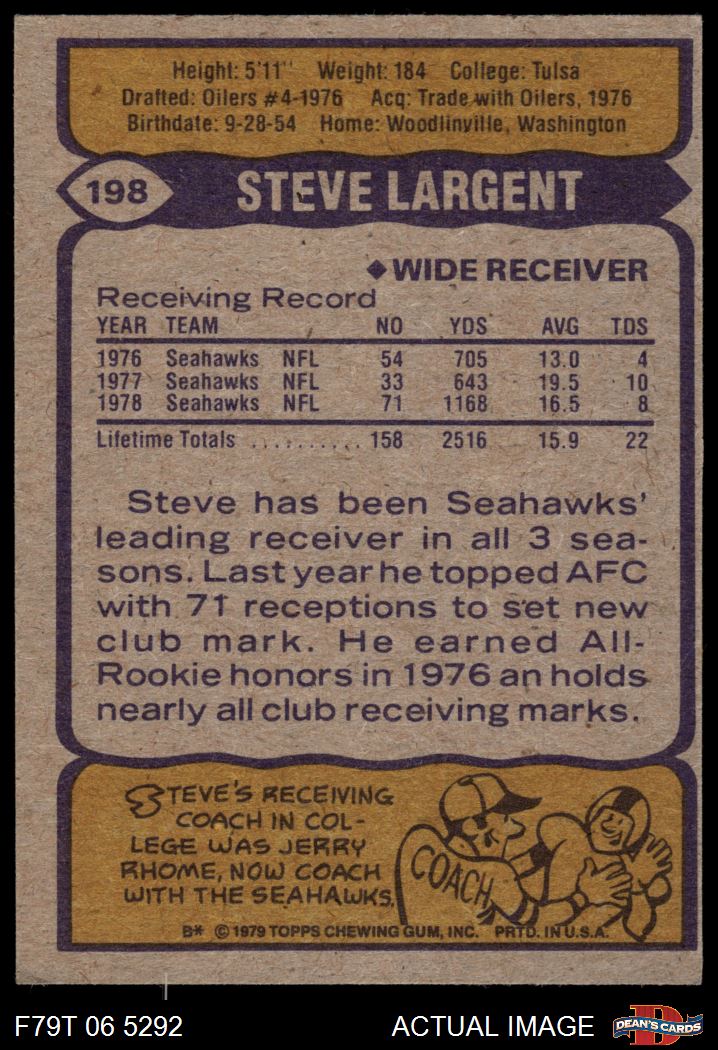 Height: 5'11" Weight: 184 College: Tulsa
Drafted: Oilers #4-1976 Acq: Trade with Oilers, 1976
Birthdate: 9-28-54 Home: Woodlinville, Washington
198 STEVE LARGENT
◆ WIDE RECEIVER
Receiving Record
YEAR TEAM NO YDS AVG TDS
1976 Seahawks NFL 54 705 13.0 4
1977 Seahawks NFL 33 643 19.5 10
1978 Seahawks NFL 71 1168 16.5 8
Lifetime Totals .......... 158 2516 15.9 22
Steve has been Seahawks'
leading receiver in all 3 sea-
sons. Last year he topped AFC
with 71 receptions to set new
club mark. He earned All-
Rookie honors in 1976 an holds
nearly all club receiving marks.
STEVE'S RECEIVING
COACH IN COL-
LEGE WAS JERRY
RHOME, NOW COACH
WITH THE SEAHAWKS.
COACH
B* © 1979 TOPPS CHEWING GUM, INC. PRTD. IN U.S.A.
F79T 06 5292 ACTUAL IMAGE D DEAN'S CARDS